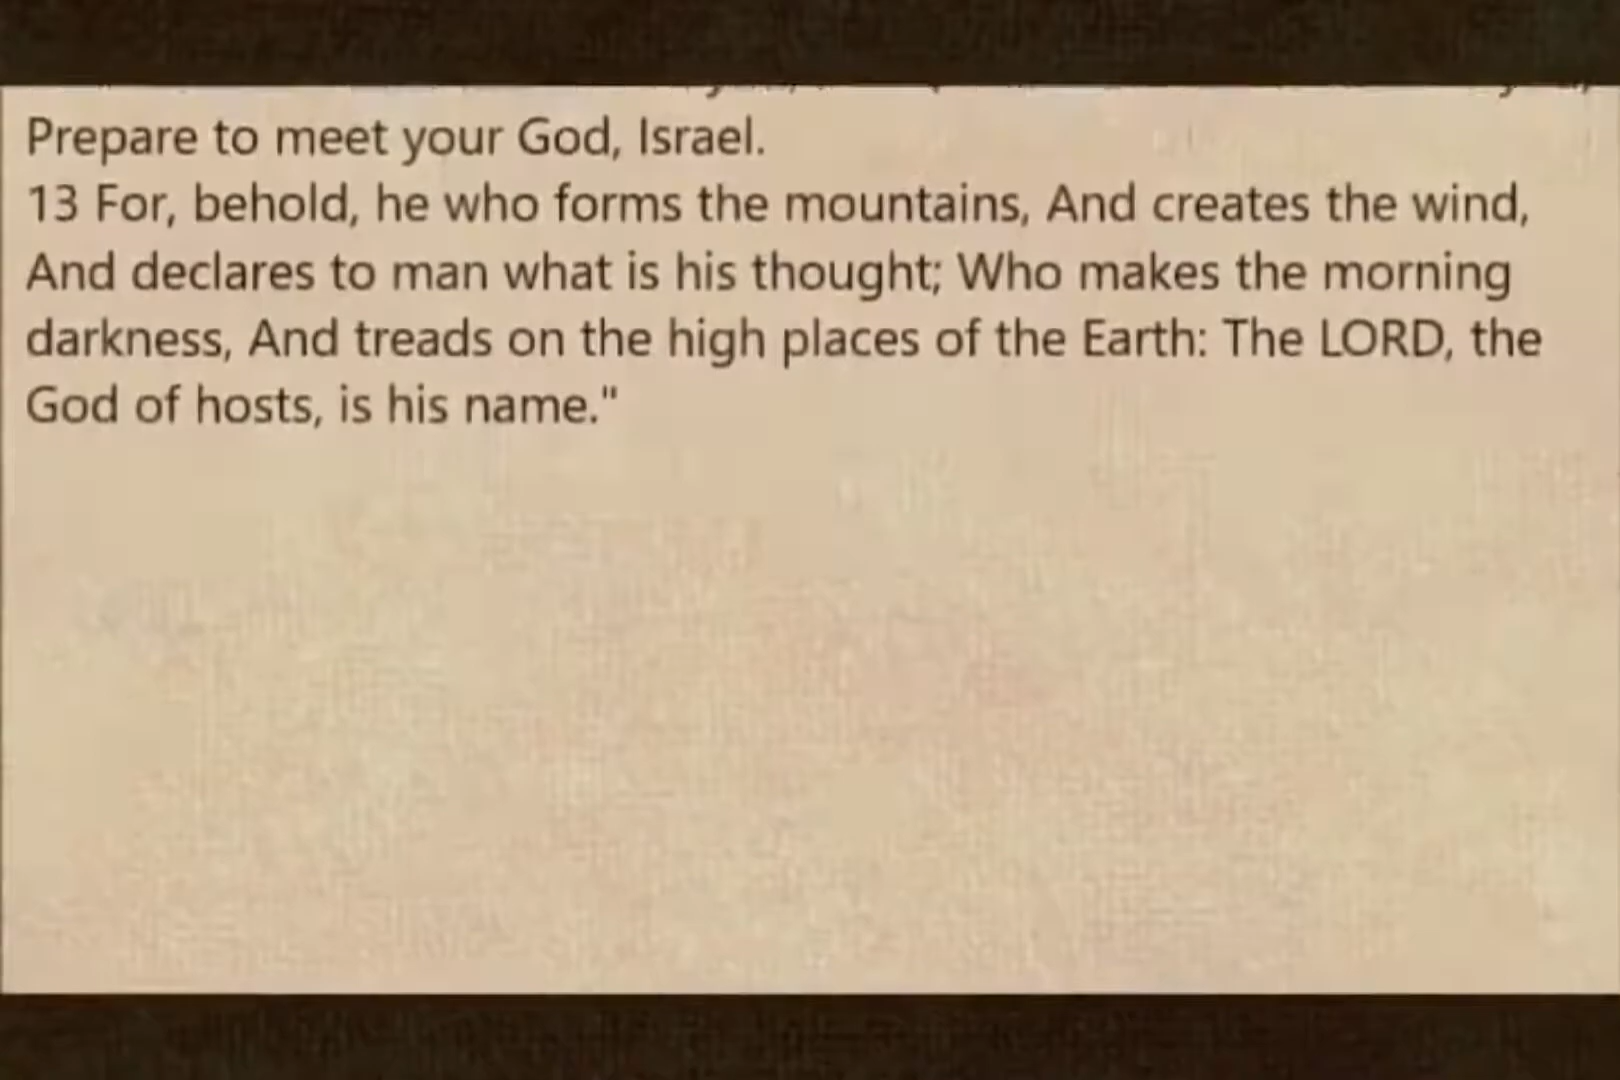 Prepare to meet your God, Israel.
13 For, behold, he who forms the mountains, And creates the wind,
And declares to man what is his thought; Who makes the morning
darkness, And treads on the high places of the Earth: The LORD, the
God of hosts, is his name."